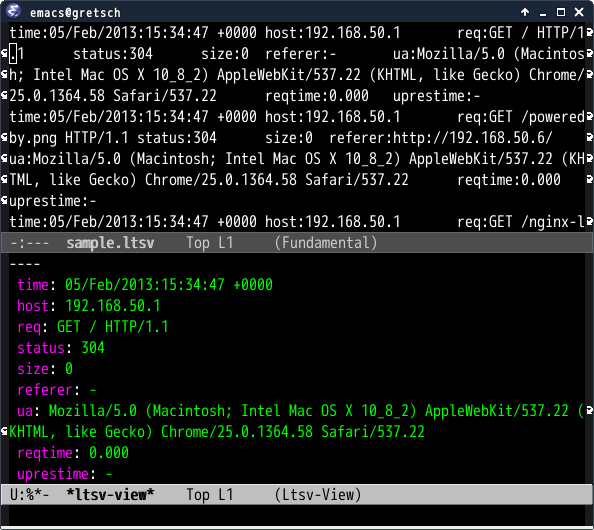 emacs@gretsch
time:05/Feb/2013:15:34:47 +0000 host:192.168.50.1 req:GET / HTTP/1
.1 status:304 size:0 referer:- ua:Mozilla/5.0 (Macintos
h; Intel Mac OS X 10_8_2) AppleWebKit/537.22 (KHTML, like Gecko) Chrome/
25.0.1364.58 Safari/537.22 reqtime:0.000 uprestime:-
time:05/Feb/2013:15:34:47 +0000 host:192.168.50.1 req:GET /powered
by.png HTTP/1.1 status:304 size:0 referer:http://192.168.50.6/
ua:Mozilla/5.0 (Macintosh; Intel Mac OS X 10_8_2) AppleWebKit/537.22 (KH
TML, like Gecko) Chrome/25.0.1364.58 Safari/537.22 reqtime:0.000
uprestime:-
time:05/Feb/2013:15:34:47 +0000 host:192.168.50.1 req:GET /nginx-l
-:--- sample.ltsv Top L1 (Fundamental)
----
time: 05/Feb/2013:15:34:47 +0000
host: 192.168.50.1
req: GET / HTTP/1.1
status: 304
size: 0
referer: -
ua: Mozilla/5.0 (Macintosh; Intel Mac OS X 10_8_2) AppleWebKit/537.22 (
KHTML, like Gecko) Chrome/25.0.1364.58 Safari/537.22
reqtime: 0.000
uprestime: -
U:%*- *ltsv-view* Top L1 (Ltsv-View)